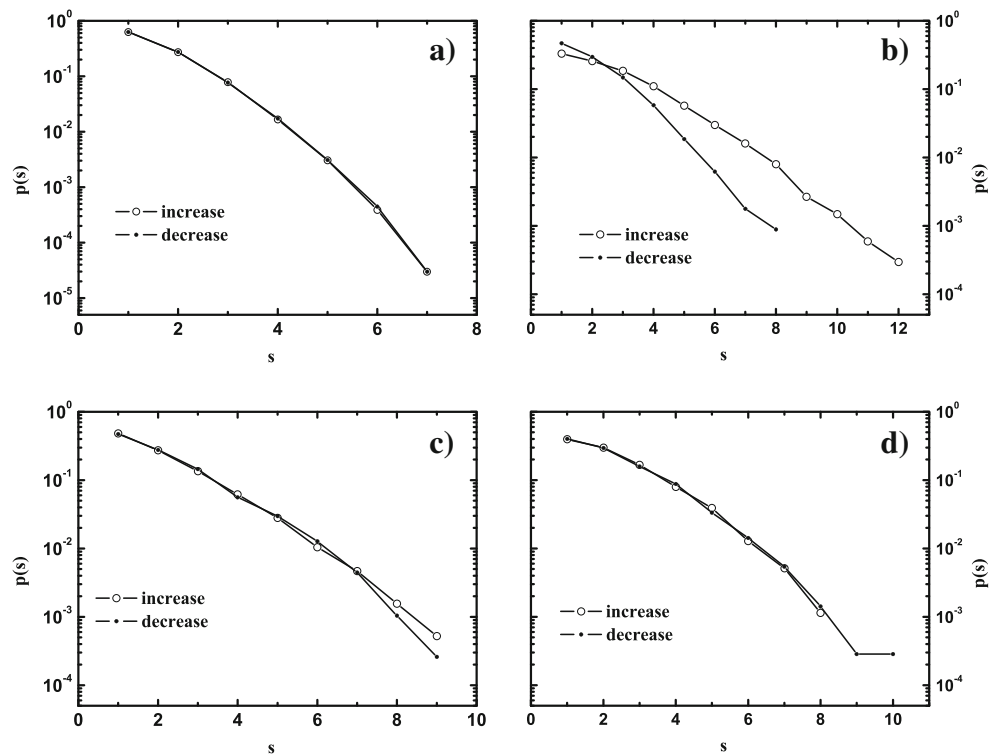 a)
10^0
10^-1
10^-2
10^-3
10^-4
10^-5
p(s)
increase
decrease
0 2 4 6 8
s
b)
10^0
10^-1
10^-2
10^-3
10^-4
p(s)
increase
decrease
0 2 4 6 8 10 12
s
c)
10^0
10^-1
10^-2
10^-3
10^-4
p(s)
increase
decrease
0 2 4 6 8 10
s
d)
10^0
10^-1
10^-2
10^-3
10^-4
p(s)
increase
decrease
0 2 4 6 8 10
s